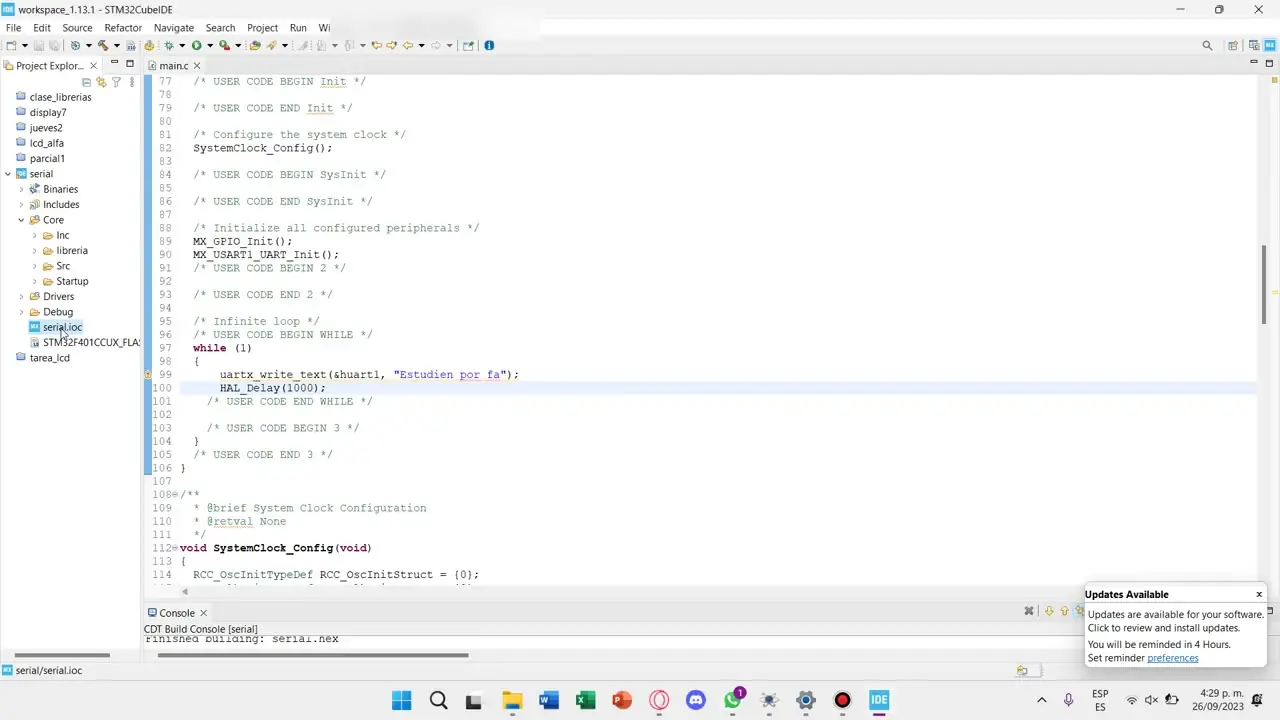 workspace_1.13.1 - STM32CubeIDE
File Edit Source Refactor Navigate Search Project Run Wi
Project Explor...
main.c
clase_librerias
display7
jueves2
lcd_alfa
parcial1
serial
Binaries
Includes
Core
Inc
libreria
Src
Startup
Drivers
Debug
serial.ioc
STM32F401CCUX_FLAS
tarea_lcd
77 /* USER CODE BEGIN Init */
78
79 /* USER CODE END Init */
80
81 /* Configure the system clock */
82 SystemClock_Config();
83
84 /* USER CODE BEGIN SysInit */
85
86 /* USER CODE END SysInit */
87
88 /* Initialize all configured peripherals */
89 MX_GPIO_Init();
90 MX_USART1_UART_Init();
91 /* USER CODE BEGIN 2 */
92
93 /* USER CODE END 2 */
94
95 /* Infinite loop */
96 /* USER CODE BEGIN WHILE */
97 while (1)
98 {
99 uartx_write_text(&huart1, "Estudien por fa");
100 HAL_Delay(1000);
101 /* USER CODE END WHILE */
102
103 /* USER CODE BEGIN 3 */
104 }
105 /* USER CODE END 3 */
106 }
107
108 /**
109 * @brief System Clock Configuration
110 * @retval None
111 */
112 void SystemClock_Config(void)
113 {
114 RCC_OscInitTypeDef RCC_OscInitStruct = {0};
Console
CDT Build Console [serial]
Finished building: serial.hex
Updates Available
Updates are available for your software.
Click to review and install updates.
You will be reminded in 4 Hours.
Set reminder preferences
serial/serial.ioc
IDE
1
ESP
ES
4:29 p. m.
26/09/2023